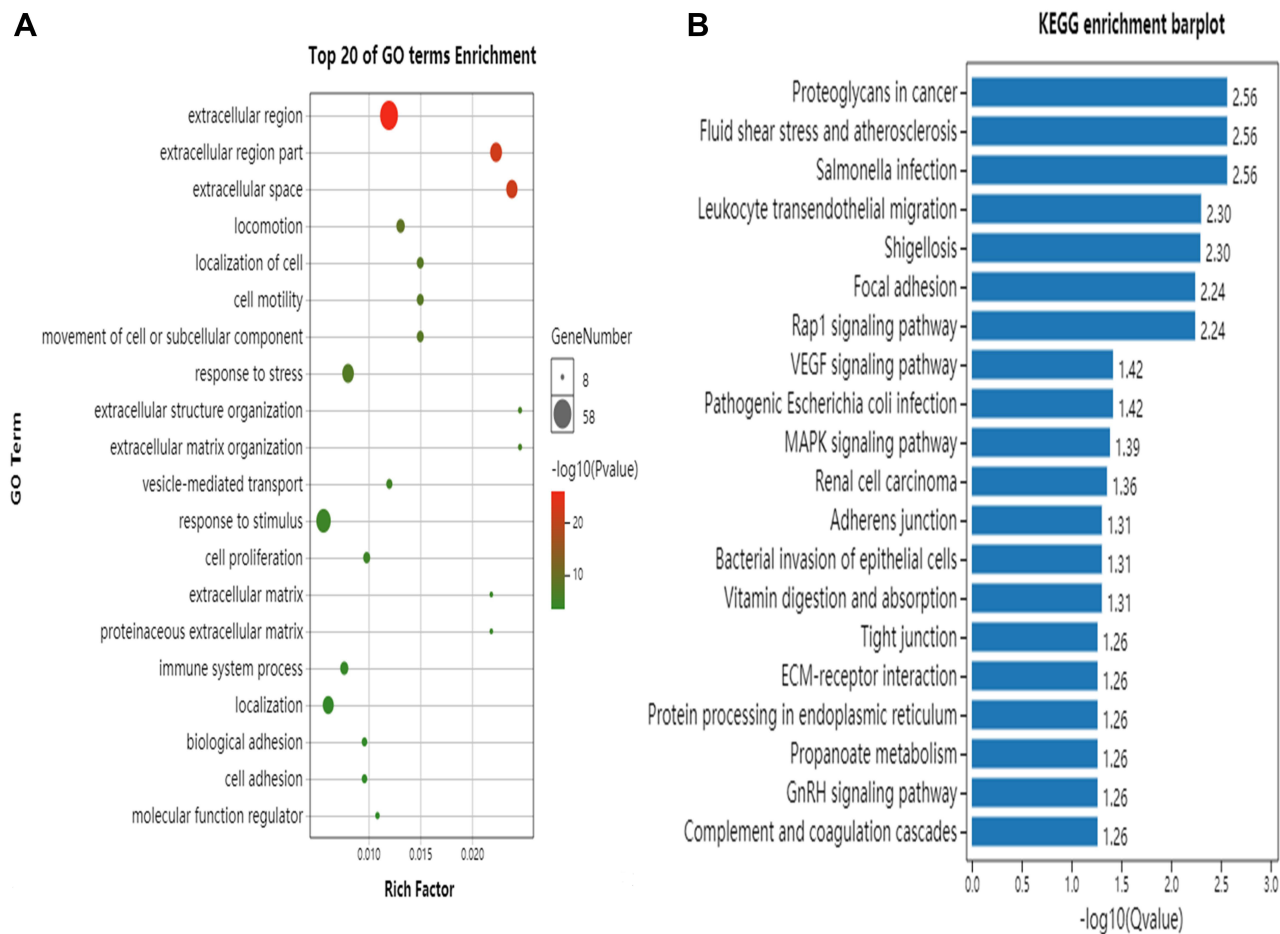 A
Top 20 of GO terms Enrichment
GO Term
extracellular region
extracellular region part
extracellular space
locomotion
localization of cell
cell motility
movement of cell or subcellular component
response to stress
extracellular structure organization
extracellular matrix organization
vesicle-mediated transport
response to stimulus
cell proliferation
extracellular matrix
proteinaceous extracellular matrix
immune system process
localization
biological adhesion
cell adhesion
molecular function regulator
0.010 0.015 0.020
Rich Factor
GeneNumber
8
58
-log10(Pvalue)
20
10
B
KEGG enrichment barplot
Proteoglycans in cancer 2.56
Fluid shear stress and atherosclerosis 2.56
Salmonella infection 2.56
Leukocyte transendothelial migration 2.30
Shigellosis 2.30
Focal adhesion 2.24
Rap1 signaling pathway 2.24
VEGF signaling pathway 1.42
Pathogenic Escherichia coli infection 1.42
MAPK signaling pathway 1.39
Renal cell carcinoma 1.36
Adherens junction 1.31
Bacterial invasion of epithelial cells 1.31
Vitamin digestion and absorption 1.31
Tight junction 1.26
ECM-receptor interaction 1.26
Protein processing in endoplasmic reticulum 1.26
Propanoate metabolism 1.26
GnRH signaling pathway 1.26
Complement and coagulation cascades 1.26
0.0 0.5 1.0 1.5 2.0 2.5 3.0
-log10(Qvalue)